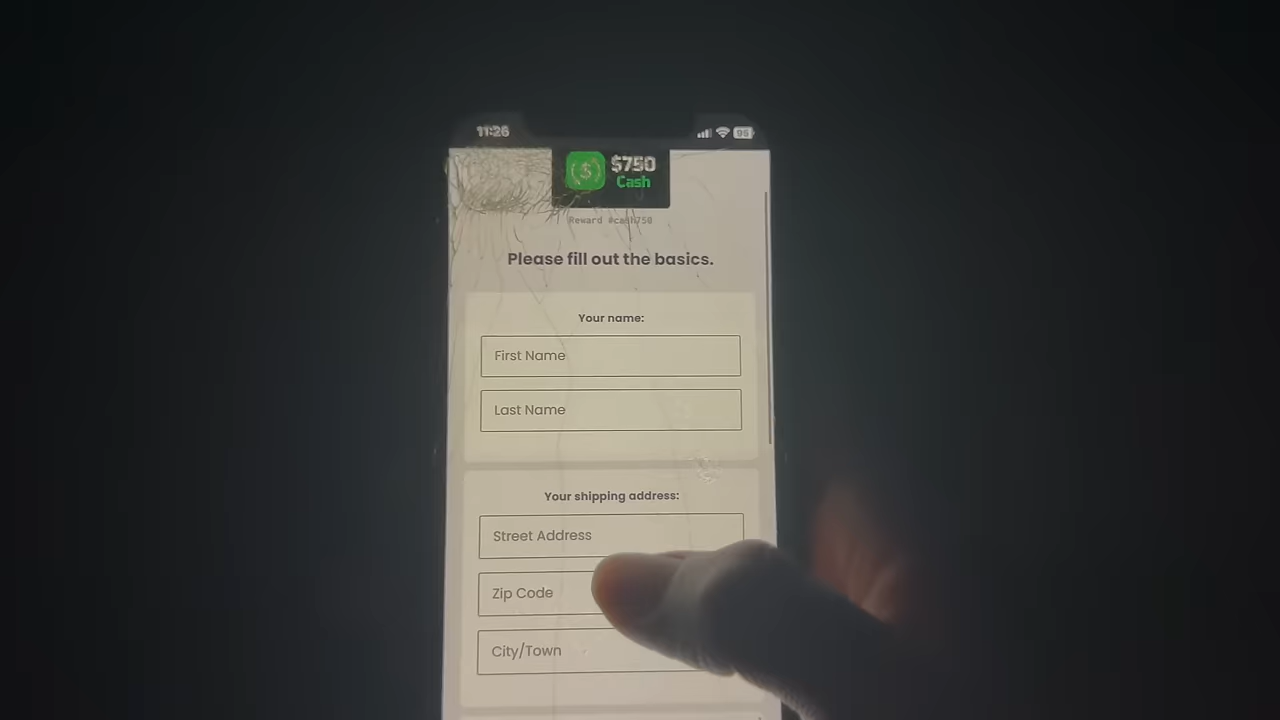 11:26
95
$750
Cash
Reward #cash750
Please fill out the basics.
Your name:
First Name
Last Name
Your shipping address:
Street Address
Zip Code
City/Town